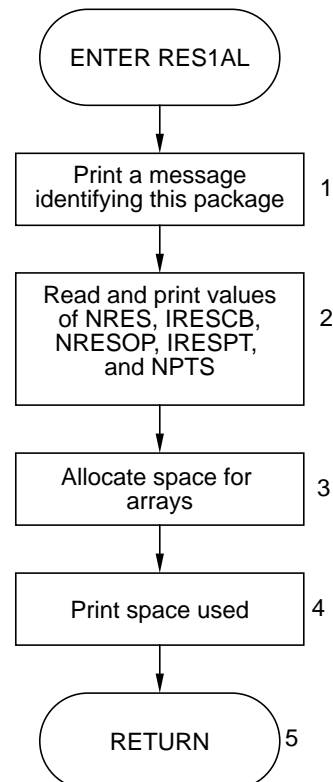 ENTER RES1AL
Print a message
identifying this package
1
Read and print values
of NRES, IRESCB,
NRESOP, IRESPT,
and NPTS
2
Allocate space for
arrays
3
Print space used
4
RETURN
5